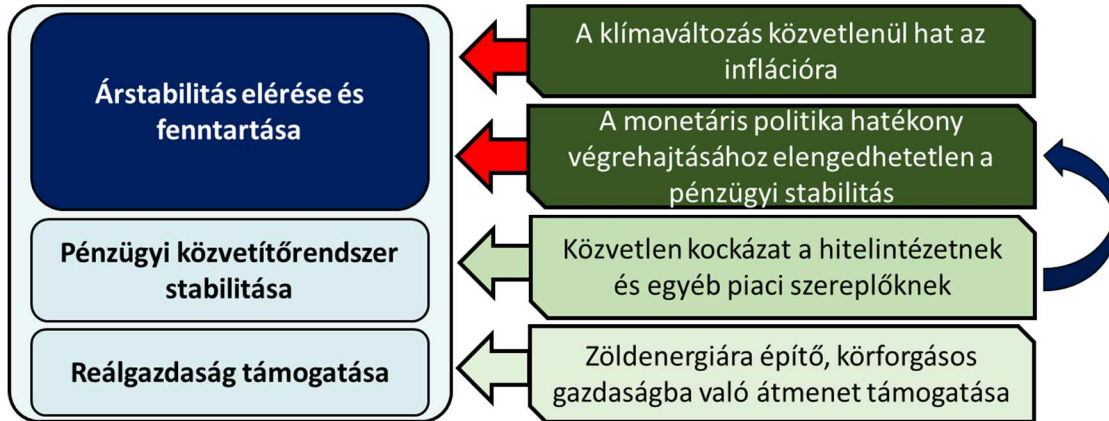 Árstabilitás elérése és
fenntartása
A klímaváltozás közvetlenül hat az
inflációra
A monetáris politika hatékony
végrehajtásához elengedhetetlen a
pénzügyi stabilitás
Pénzügyi közvetítőrendszer
stabilitása
Közvetlen kockázat a hitelintézetnek
és egyéb piaci szereplőknek
Reálgazdaság támogatása
Zöldenergiára építő, körforgásos
gazdaságba való átmenet támogatása